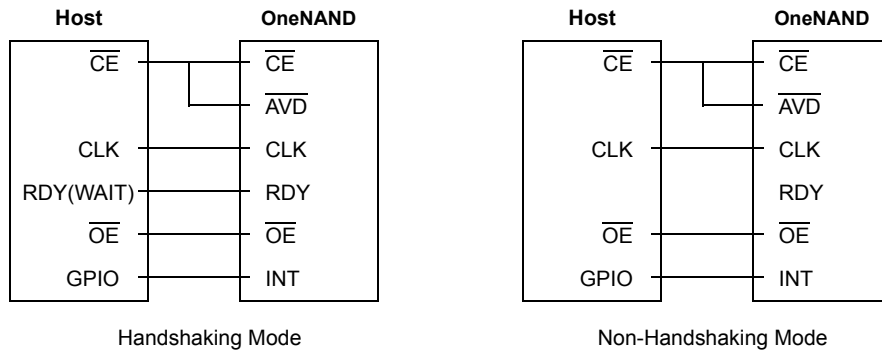 Host OneNAND
CE CE
AVD
CLK CLK
RDY(WAIT) RDY
OE OE
GPIO INT
Handshaking Mode
Host OneNAND
CE CE
AVD
CLK CLK
RDY
OE OE
GPIO INT
Non-Handshaking Mode